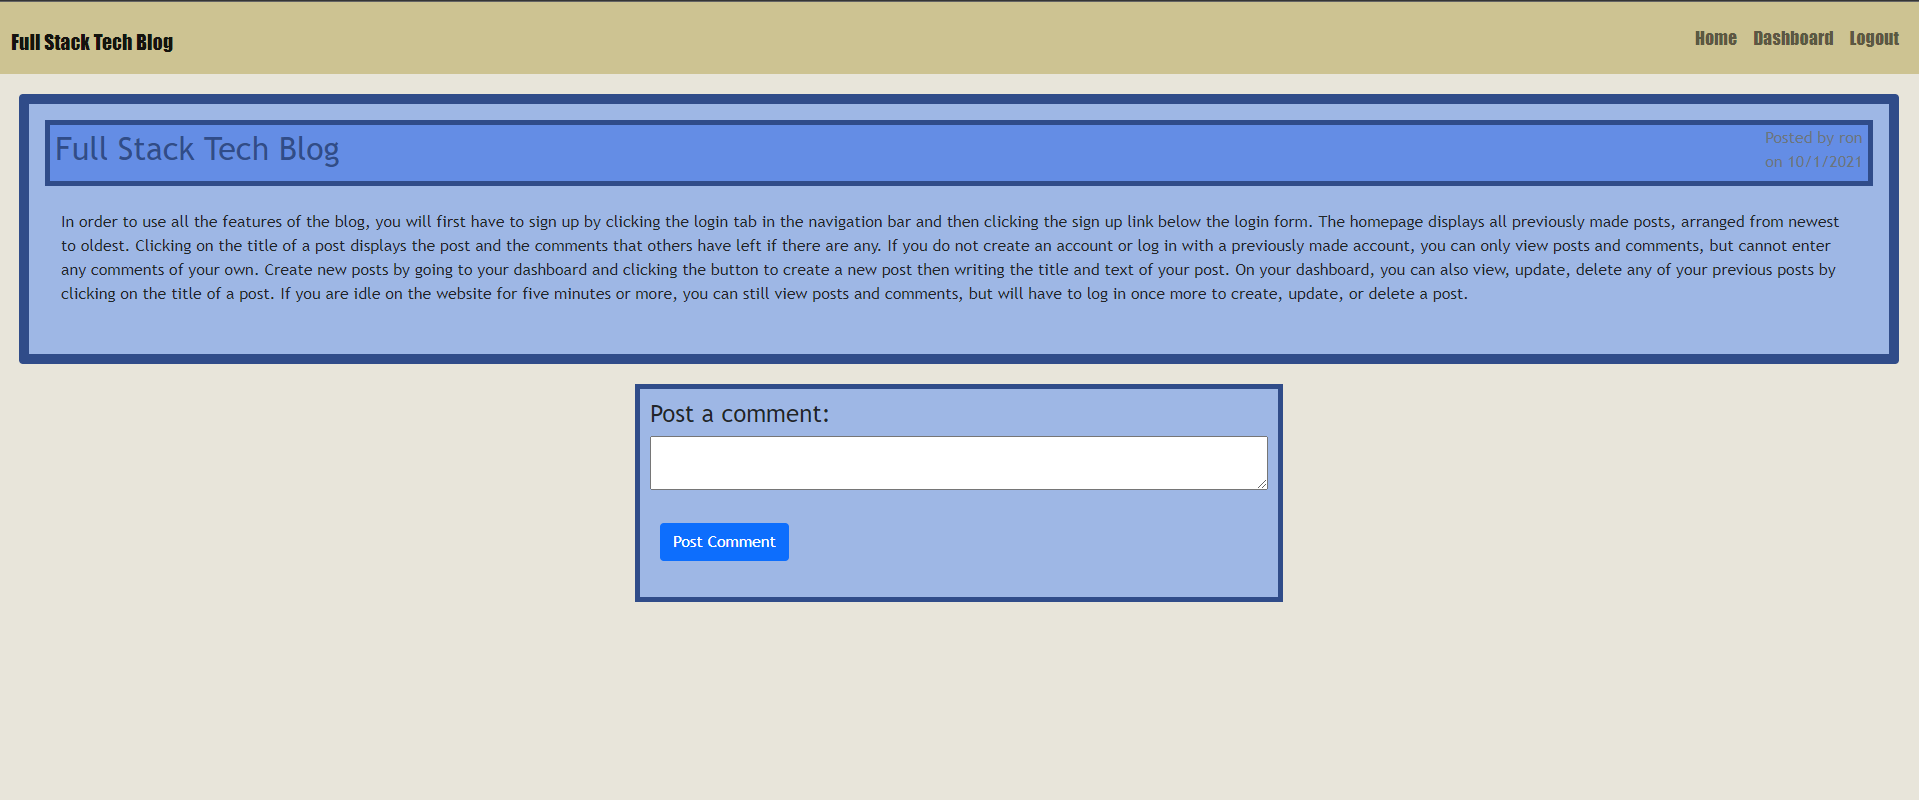 Full Stack Tech Blog
Home Dashboard Logout
Full Stack Tech Blog
Posted by ron
on 10/1/2021
In order to use all the features of the blog, you will first have to sign up by clicking the login tab in the navigation bar and then clicking the sign up link below the login form. The homepage displays all previously made posts, arranged from newest
to oldest. Clicking on the title of a post displays the post and the comments that others have left if there are any. If you do not create an account or log in with a previously made account, you can only view posts and comments, but cannot enter
any comments of your own. Create new posts by going to your dashboard and clicking the button to create a new post then writing the title and text of your post. On your dashboard, you can also view, update, delete any of your previous posts by
clicking on the title of a post. If you are idle on the website for five minutes or more, you can still view posts and comments, but will have to log in once more to create, update, or delete a post.
Post a comment:
Post Comment